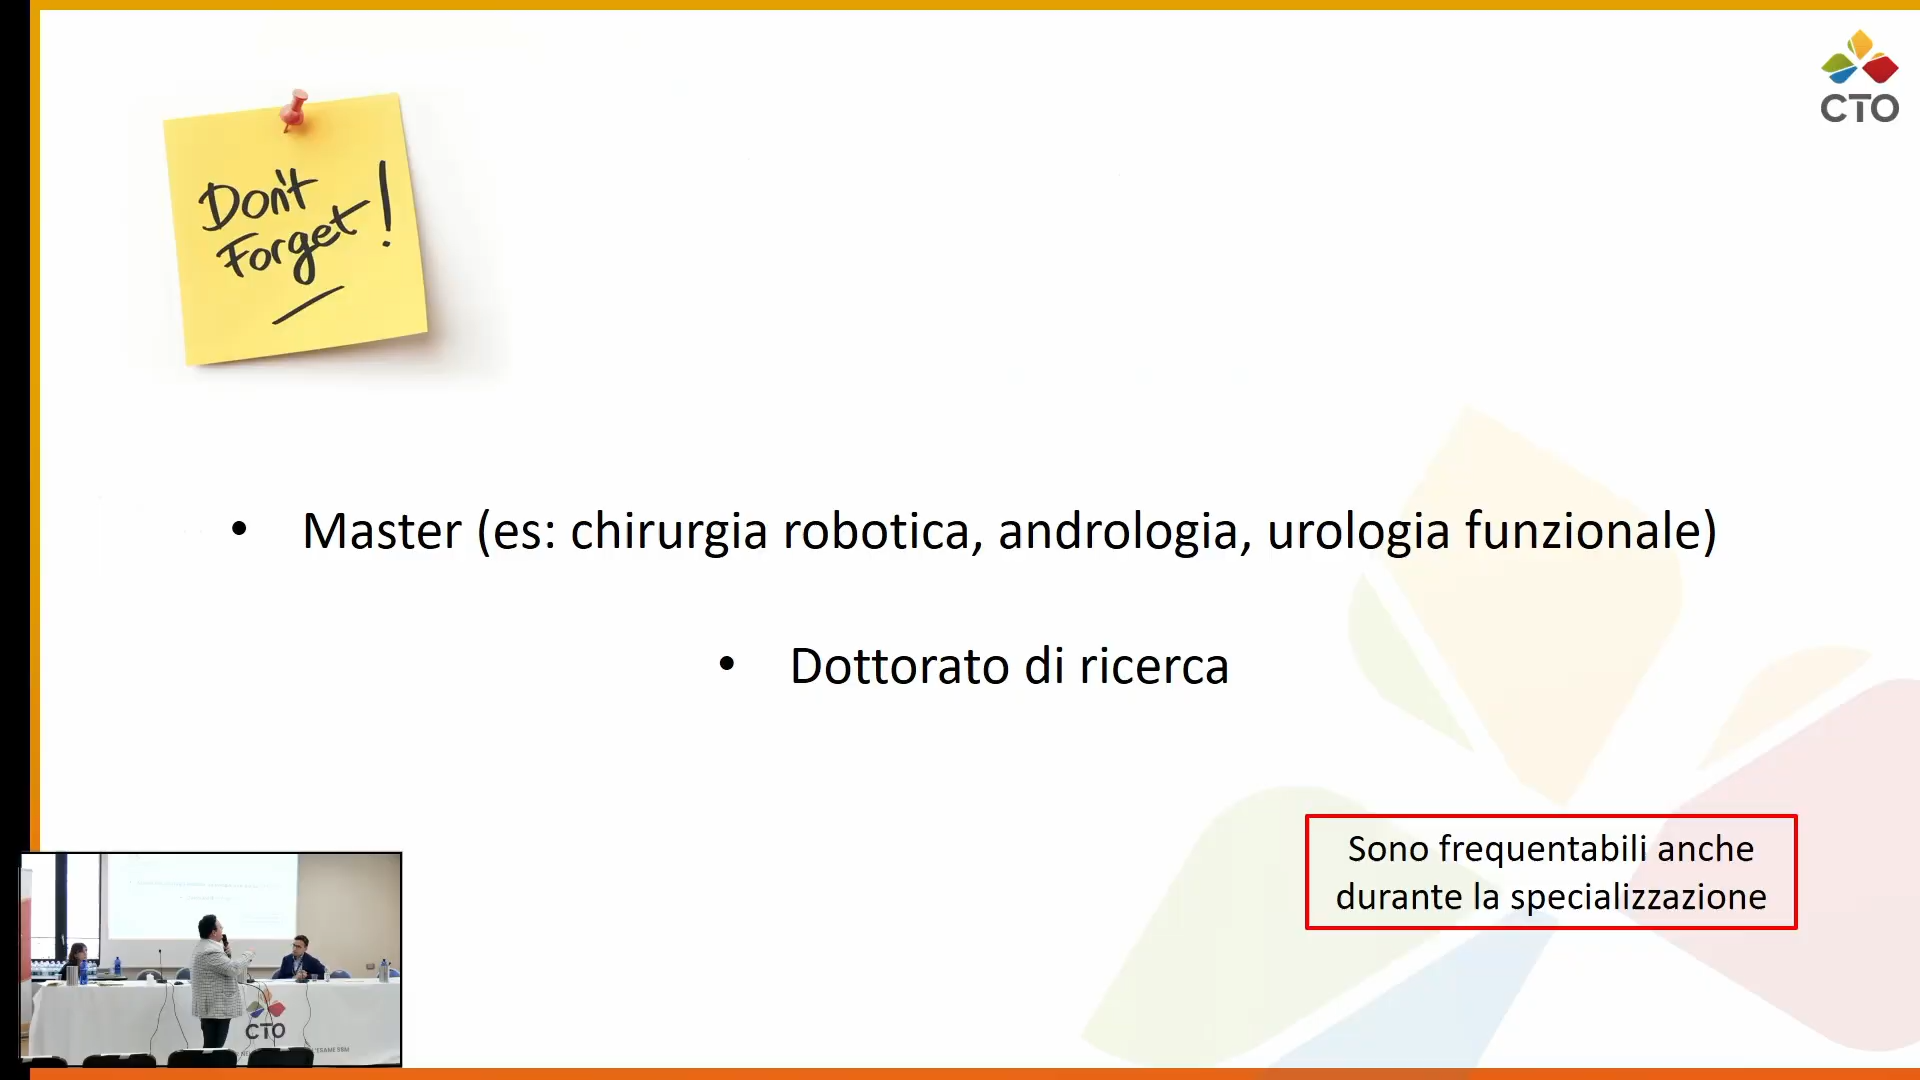 CTO
Don't
Forget!
• Master (es: chirurgia robotica, andrologia, urologia funzionale)
• Dottorato di ricerca
Sono frequentabili anche
durante la specializzazione
CTO